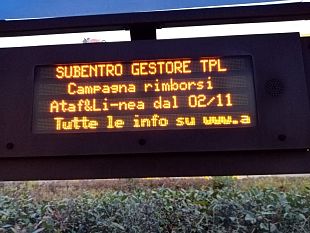 SUBENTRO GESTORE TPL
Campagna rimborsi
Ataf&Li-nea dal 02/11
Tutte le info su www.a